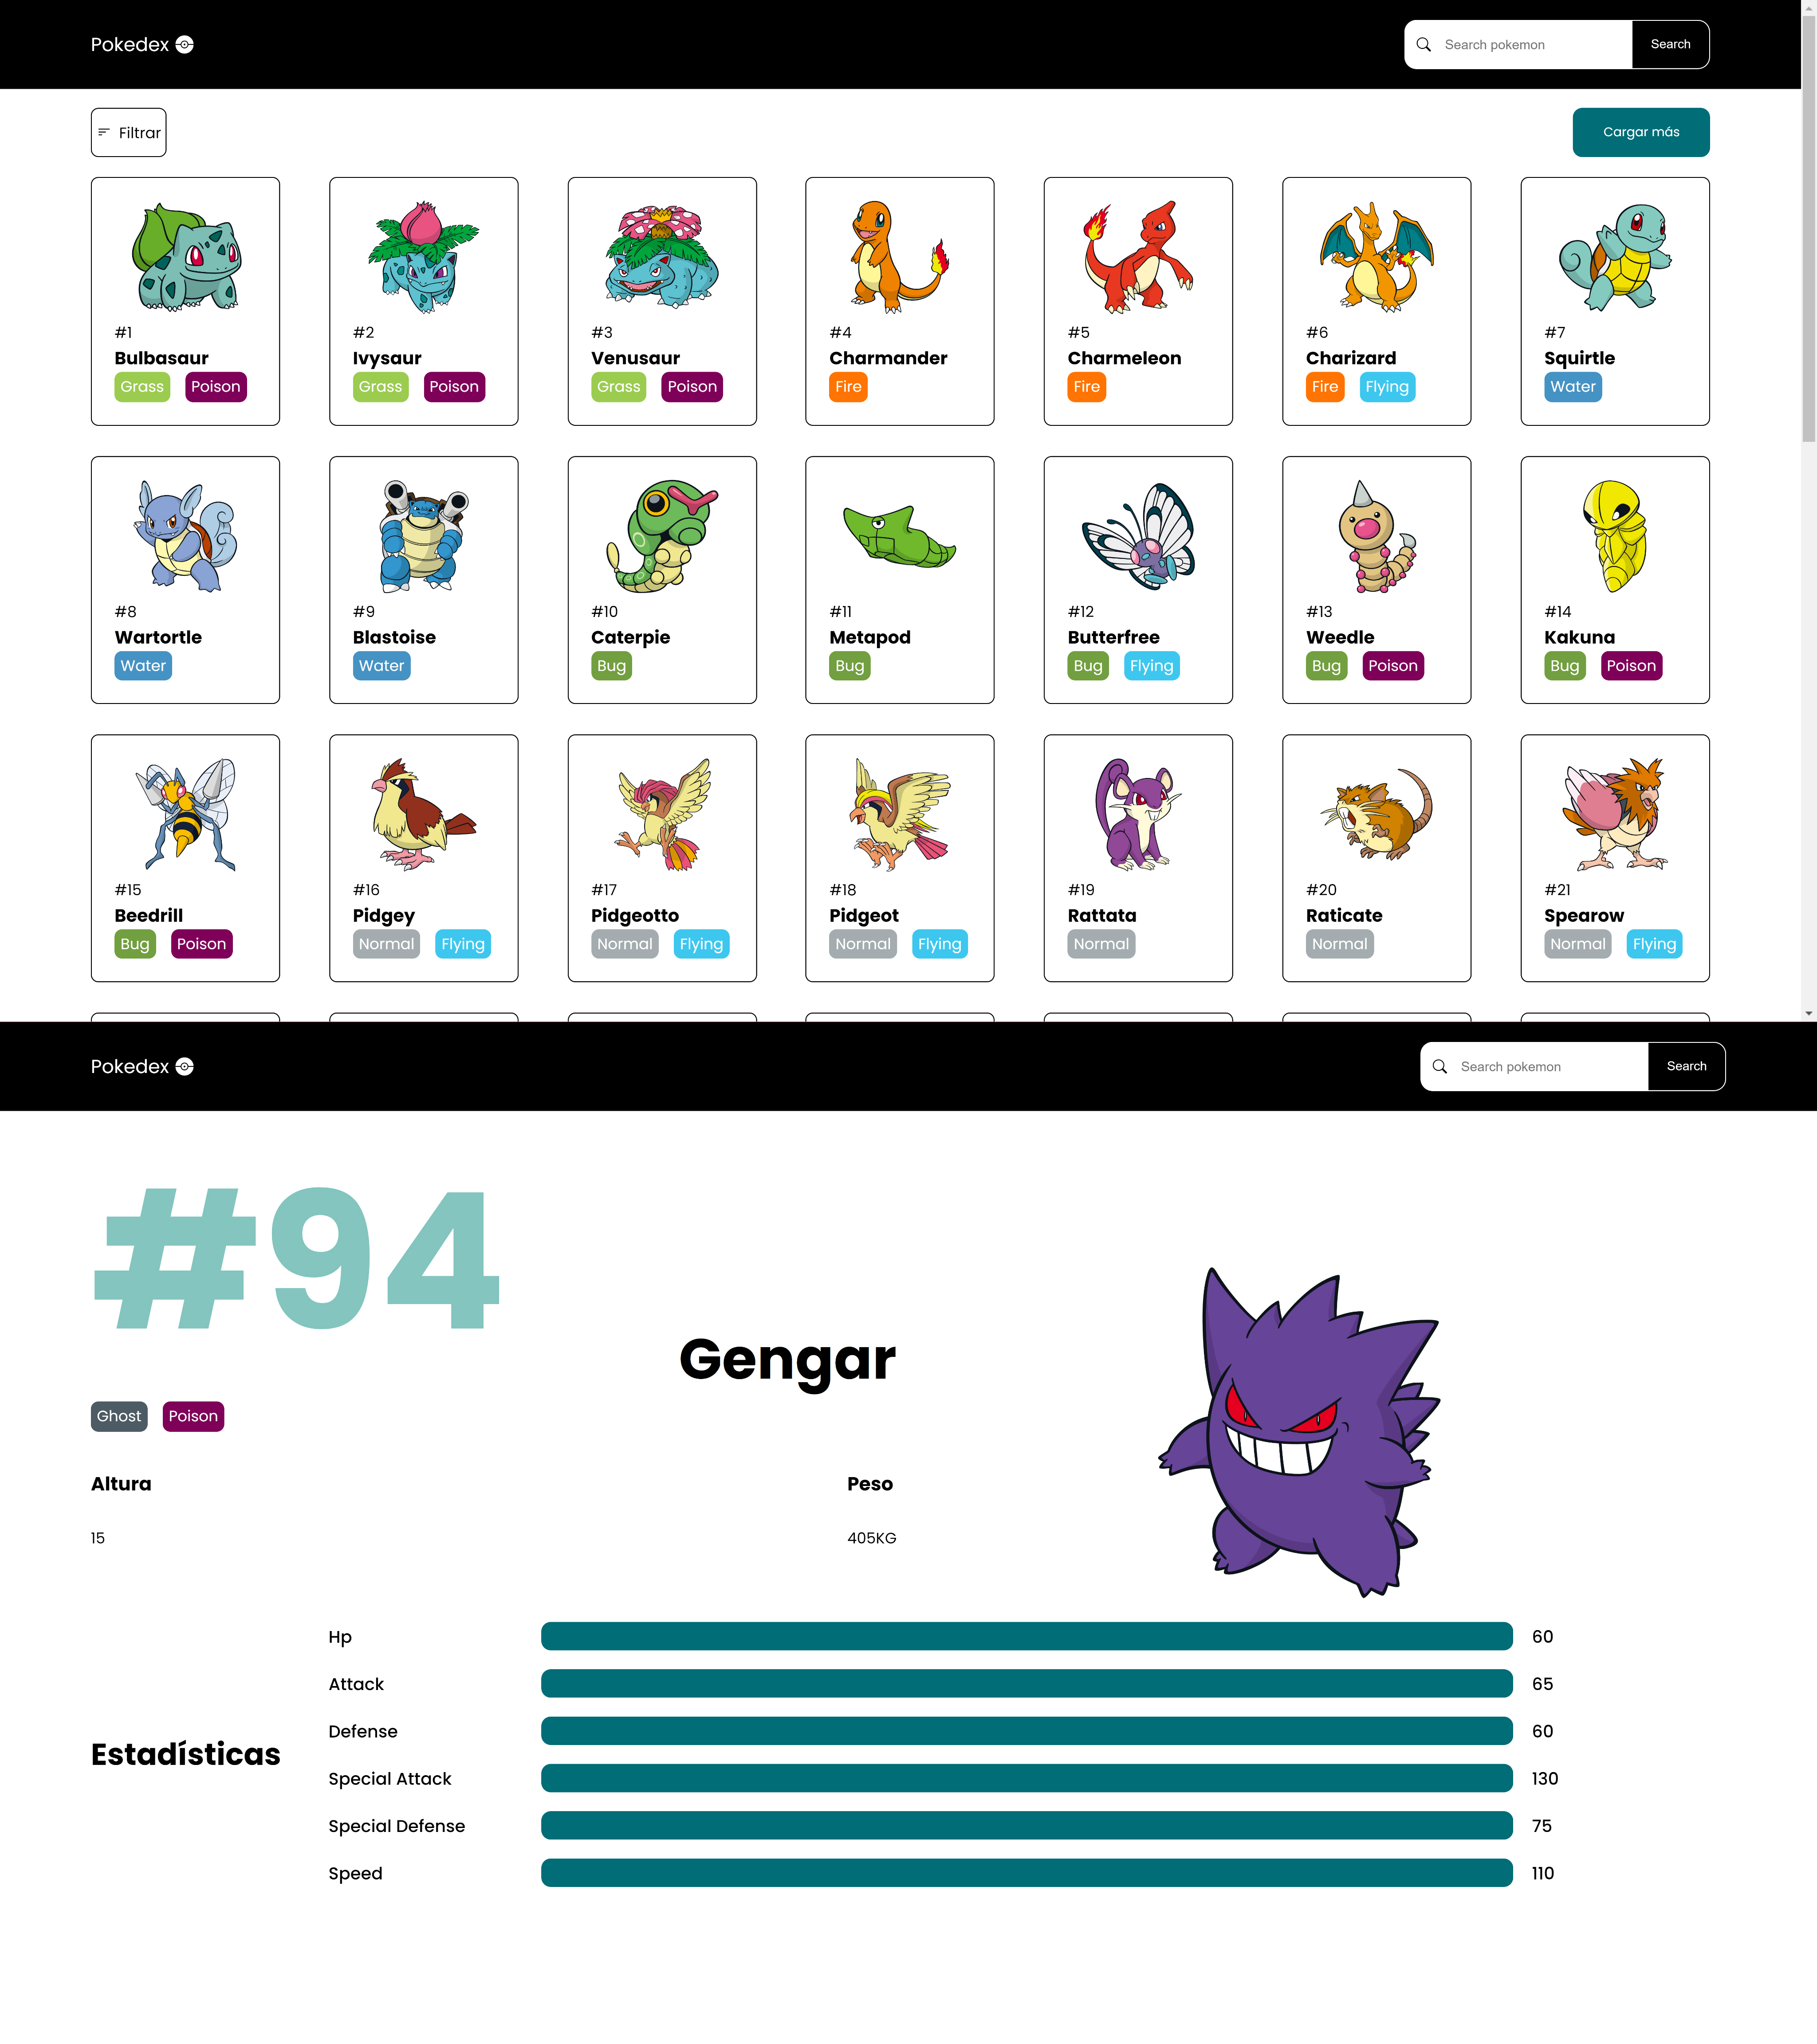 Pokedex
Search pokemon Search
Filtrar
Cargar más
#1 #2 #3 #4 #5 #6 #7
Bulbasaur Ivysaur Venusaur Charmander Charmeleon Charizard Squirtle
Grass Poison Grass Poison Grass Poison Fire Fire Fire Flying Water
#8 #9 #10 #11 #12 #13 #14
Wartortle Blastoise Caterpie Metapod Butterfree Weedle Kakuna
Water Water Bug Bug Bug Flying Bug Poison Bug Poison
#15 #16 #17 #18 #19 #20 #21
Beedrill Pidgey Pidgeotto Pidgeot Rattata Raticate Spearow
Bug Poison Normal Flying Normal Flying Normal Flying Normal Normal Normal Flying
Pokedex
Search pokemon Search
#94
Gengar
Ghost Poison
Altura Peso
15 405KG
Estadísticas
Hp 60
Attack 65
Defense 60
Special Attack 130
Special Defense 75
Speed 110